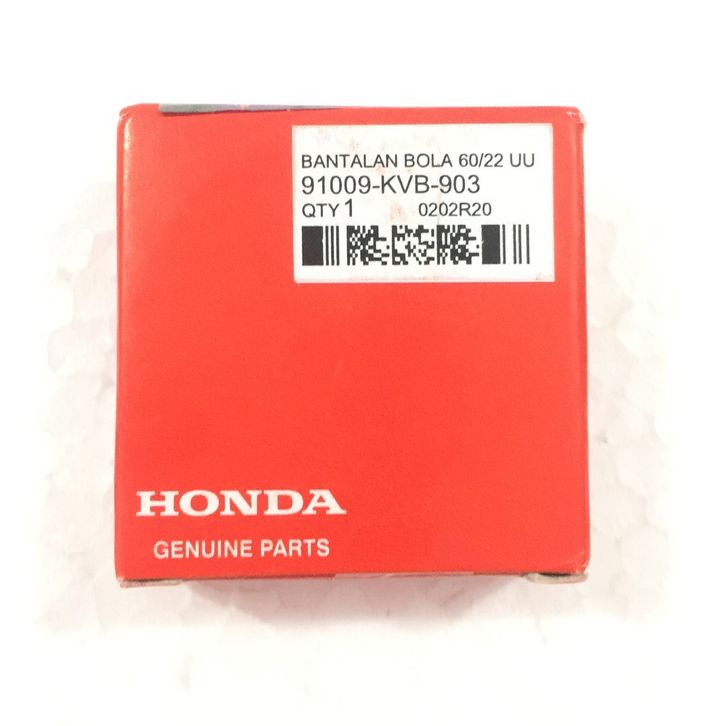 BANTALAN BOLA 60/22 UU
91009-KVB-903
QTY 1 0202R20
HONDA
GENUINE PARTS